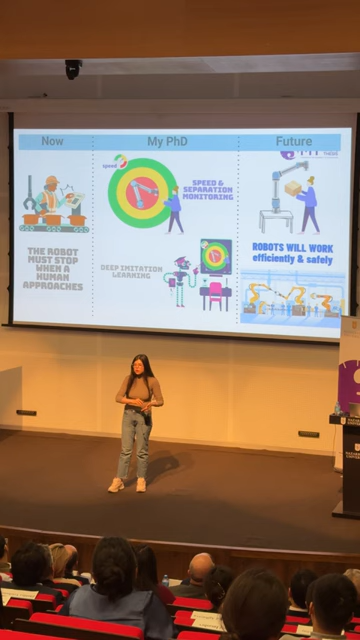 Now
My PhD
Future
speed
SPEED &
SEPARATION
MONITORING
THE ROBOT
MUST STOP
WHEN A
HUMAN
APPROACHES
DEEP IMITATION
LEARNING
ROBOTS WILL WORK
efficiently & safely